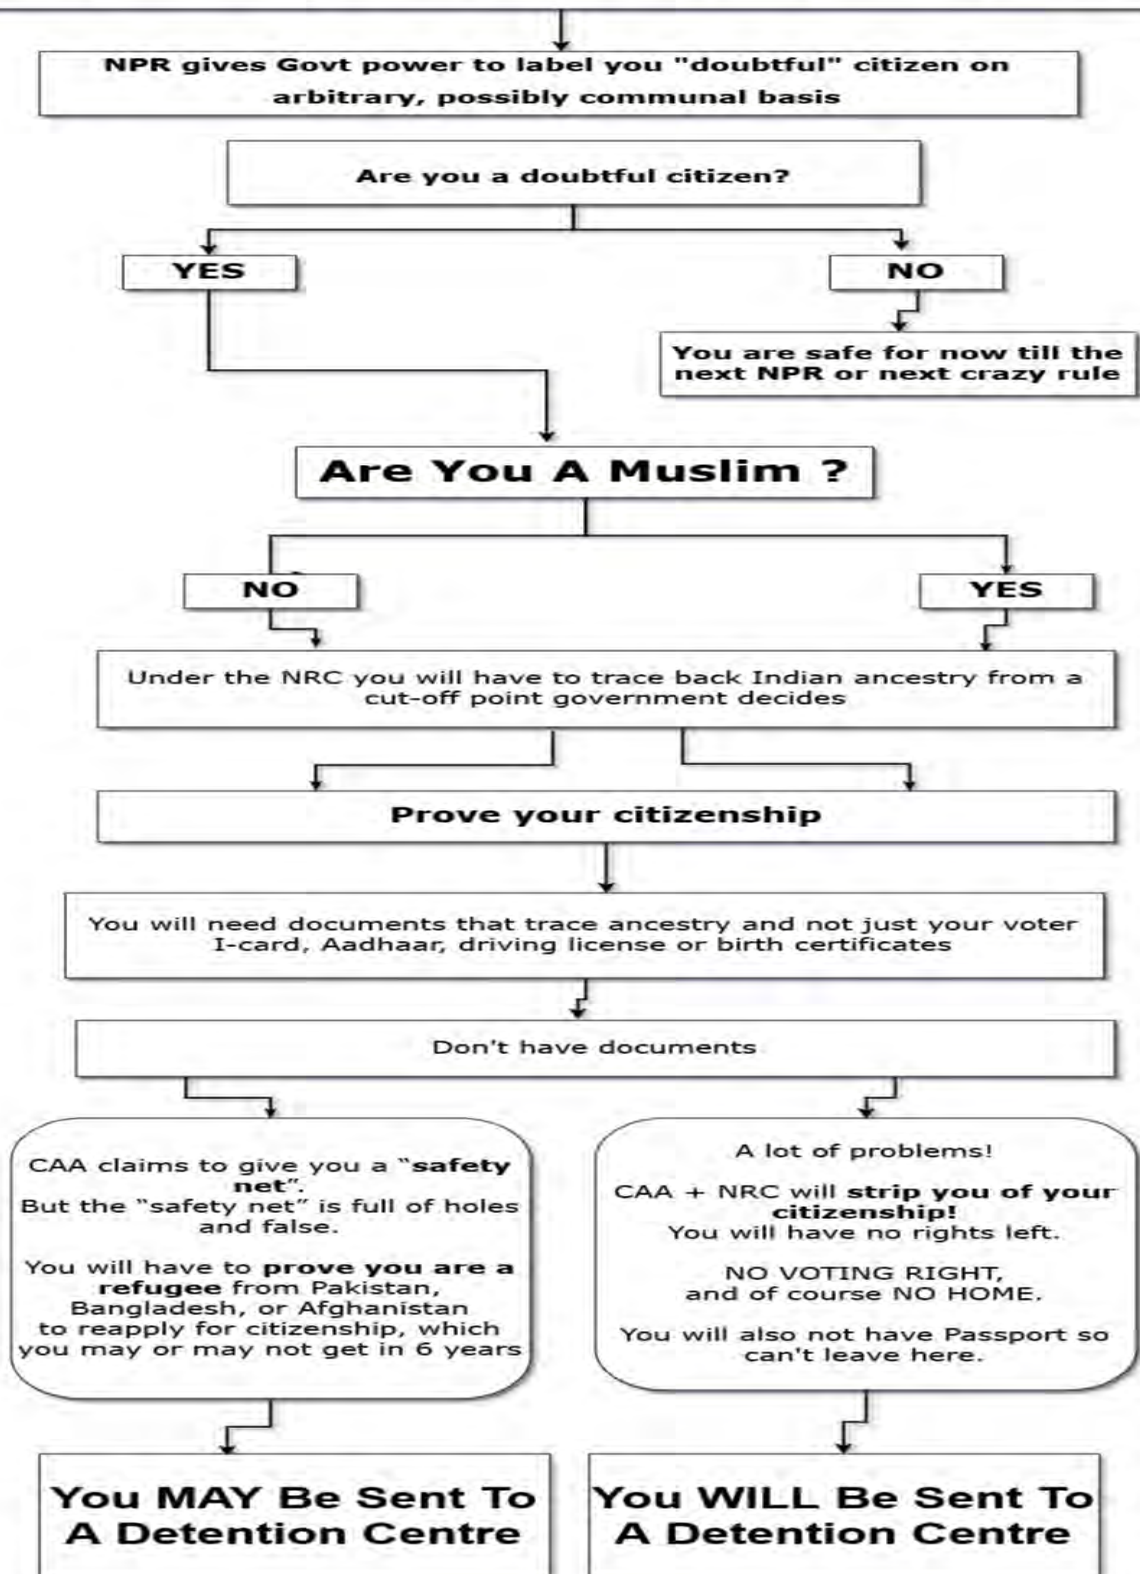 NPR gives Govt power to label you "doubtful" citizen on
arbitrary, possibly communal basis
Are you a doubtful citizen?
YES
NO
You are safe for now till the
next NPR or next crazy rule
Are You A Muslim ?
NO
YES
Under the NRC you will have to trace back Indian ancestry from a
cut-off point government decides
Prove your citizenship
You will need documents that trace ancestry and not just your voter
I-card, Aadhaar, driving license or birth certificates
Don't have documents
CAA claims to give you a “safety
net”.
But the “safety net” is full of holes
and false.
You will have to prove you are a
refugee from Pakistan,
Bangladesh, or Afghanistan
to reapply for citizenship, which
you may or may not get in 6 years
A lot of problems!
CAA + NRC will strip you of your
citizenship!
You will have no rights left.
NO VOTING RIGHT,
and of course NO HOME.
You will also not have Passport so
can't leave here.
You MAY Be Sent To
A Detention Centre
You WILL Be Sent To
A Detention Centre